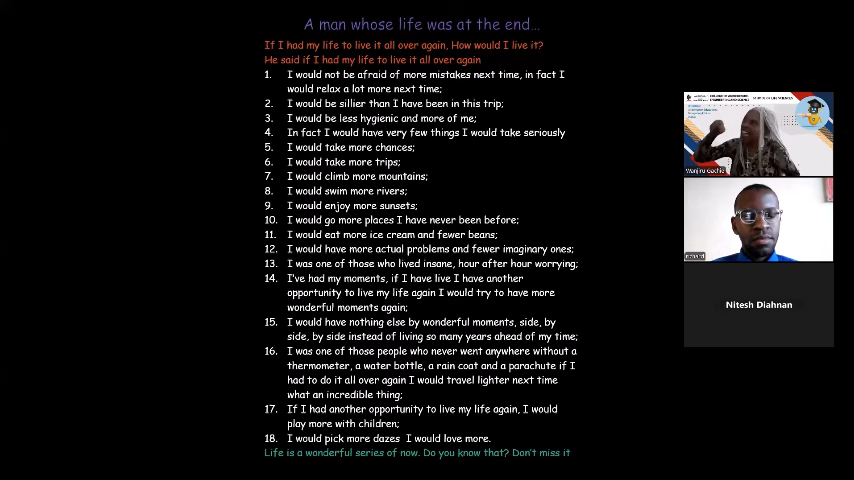 A man whose life was at the end...
If I had my life to live it all over again, How would I live it?
He said if I had my life to live it all over again
1. I would not be afraid of more mistakes next time, in fact I
would relax a lot more next time;
2. I would be sillier than I have been in this trip;
3. I would be less hygienic and more of me;
4. In fact I would have very few things I would take seriously
5. I would take more chances;
6. I would take more trips;
7. I would climb more mountains;
8. I would swim more rivers;
9. I would enjoy more sunsets;
10. I would go more places I have never been before;
11. I would eat more ice cream and fewer beans;
12. I would have more actual problems and fewer imaginary ones;
13. I was one of those who lived insane, hour after hour worrying;
14. I've had my moments, if I have live I have another
opportunity to live my life again I would try to have more
wonderful moments again;
15. I would have nothing else by wonderful moments, side, by
side, by side instead of living so many years ahead of my time;
16. I was one of those people who never went anywhere without a
thermometer, a water bottle, a rain coat and a parachute if I
had to do it all over again I would travel lighter next time
what an incredible thing;
17. If I had another opportunity to live my life again, I would
play more with children;
18. I would pick more dazes I would love more.
Life is a wonderful series of now. Do you know that? Don't miss it
SCHOOL OF LIFE SCIENCES
Wanjiru Gachie
richard
Nitesh Diahnan